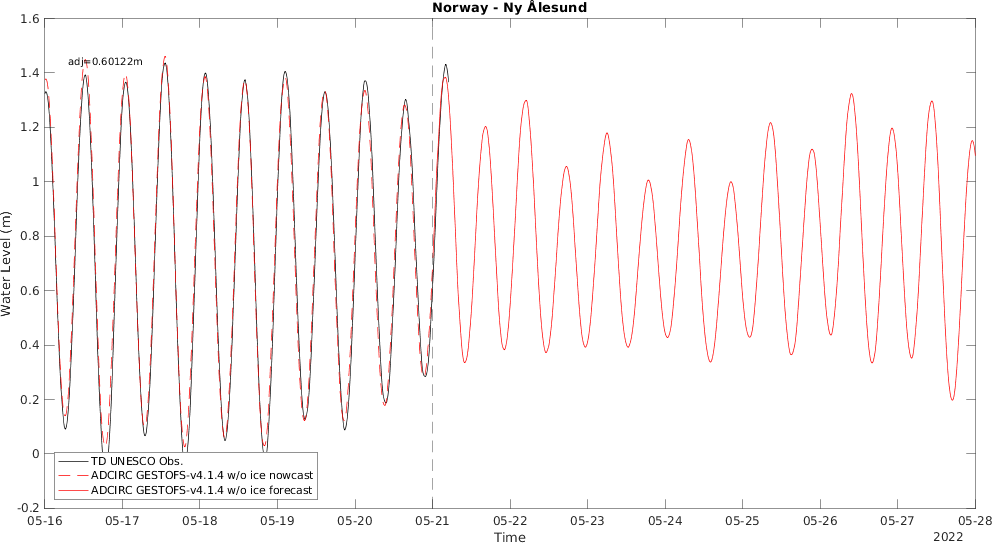 Norway - Ny Ålesund
1.6
1.4
1.2
1
0.8
0.6
0.4
0.2
0
-0.2
Water Level (m)
adj=0.60122m
TD UNESCO Obs.
ADCIRC GESTOFS-v4.1.4 w/o ice nowcast
ADCIRC GESTOFS-v4.1.4 w/o ice forecast
05-16 05-17 05-18 05-19 05-20 05-21 05-22 05-23 05-24 05-25 05-26 05-27 05-28
Time
2022